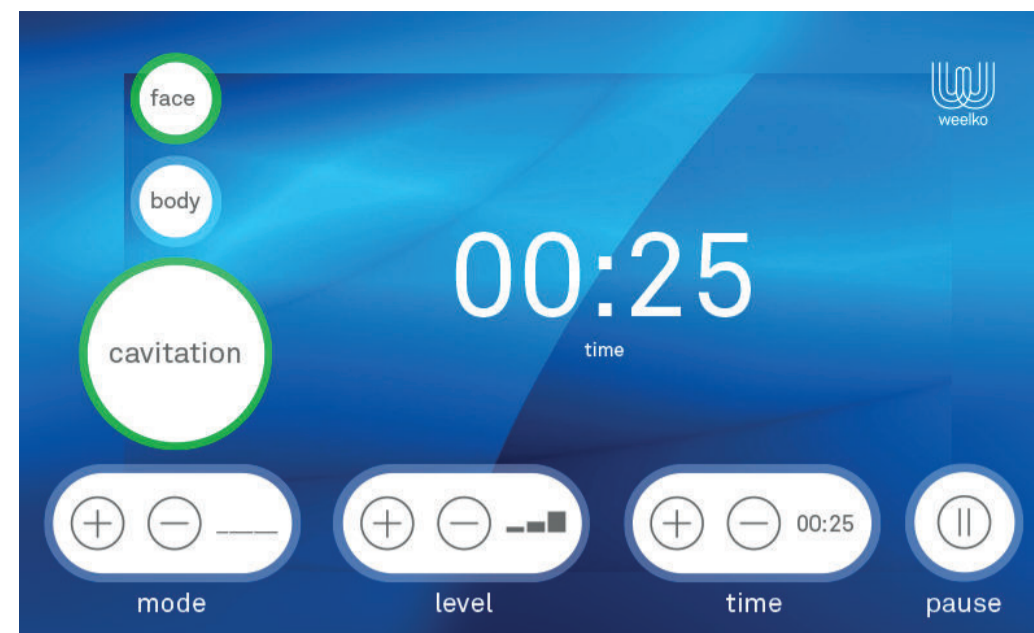 face
weelko
body
00:25
time
cavitation
00:25
mode
level
time
pause